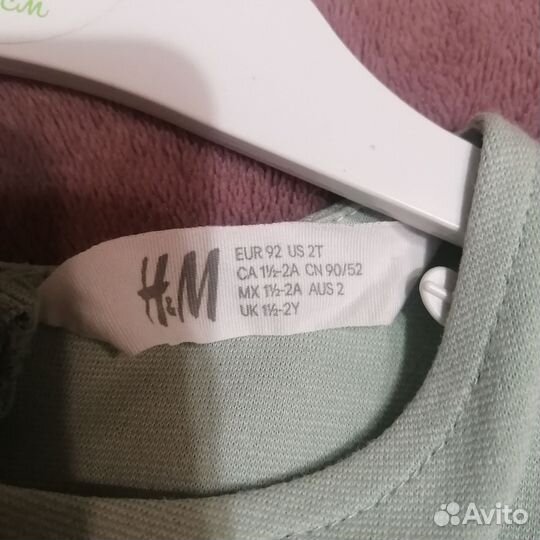 см
H&M
EUR 92 US 2T
CA 1½-2A CN 90/52
MX 1½-2A AUS 2
UK 1½-2Y
Avito